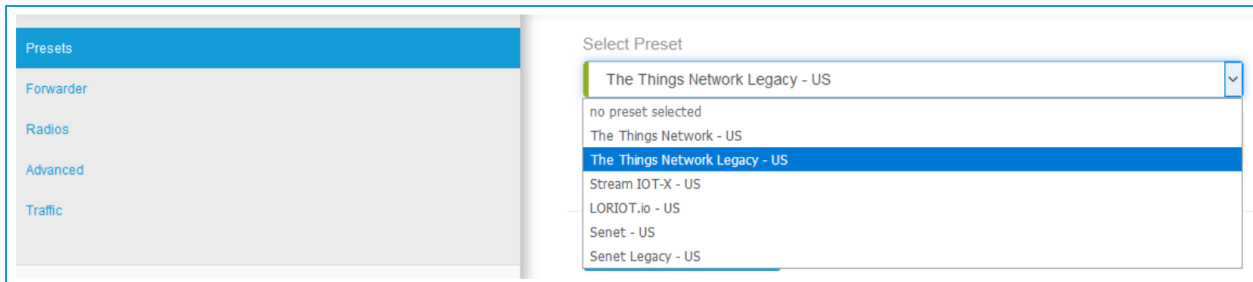 Presets
Forwarder
Radios
Advanced
Traffic
Select Preset
The Things Network Legacy - US
no preset selected
The Things Network - US
The Things Network Legacy - US
Stream IOT-X - US
LORIOT.io - US
Senet - US
Senet Legacy - US